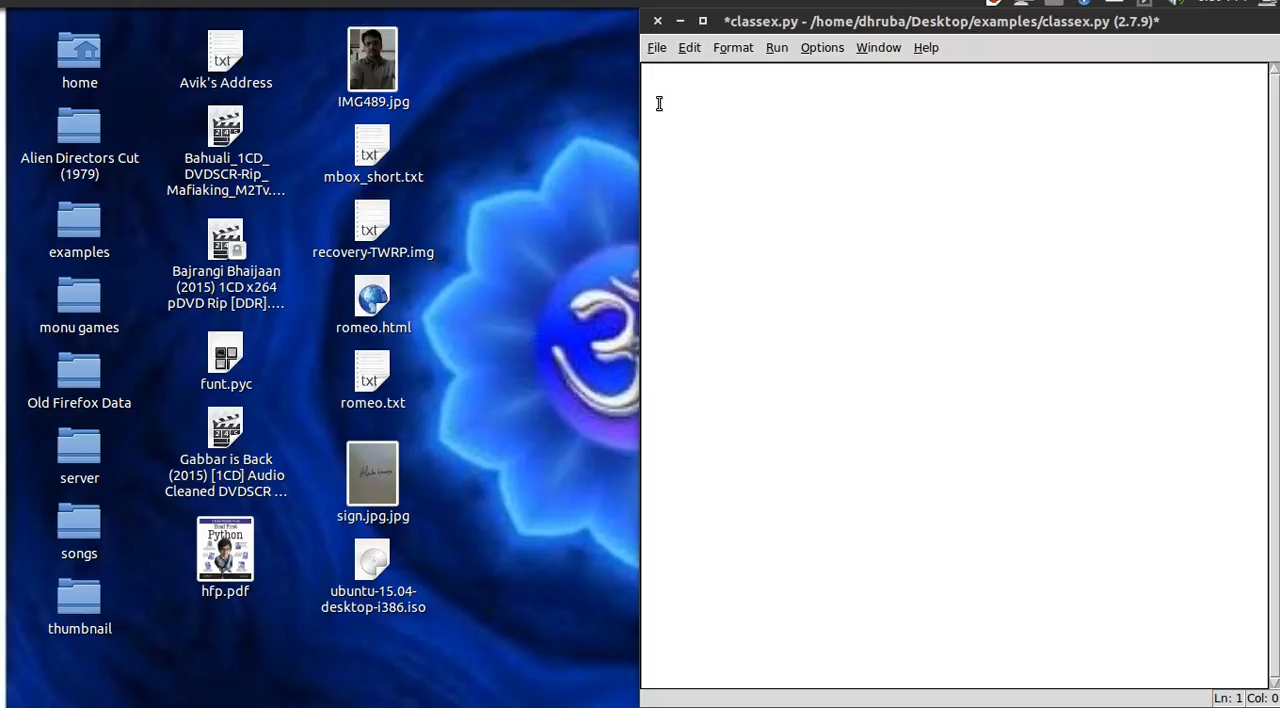 *classex.py - /home/dhruba/Desktop/examples/classex.py (2.7.9)*
File Edit Format Run Options Window Help
home
Alien Directors Cut
(1979)
examples
monu games
Old Firefox Data
server
songs
thumbnail
Avik's Address
Bahuali_1CD_
DVDSCR-Rip_
Mafiaking_M2Tv....
Bajrangi Bhaijaan
(2015) 1CD x264
pDVD Rip [DDR]....
funt.pyc
Gabbar is Back
(2015) [1CD] Audio
Cleaned DVDSCR ...
Head First
Python
hfp.pdf
IMG489.jpg
txt
mbox_short.txt
txt
recovery-TWRP.img
romeo.html
txt
romeo.txt
sign.jpg.jpg
ubuntu-15.04-
desktop-i386.iso
txt
ॐ
Ln: 1 Col: 0